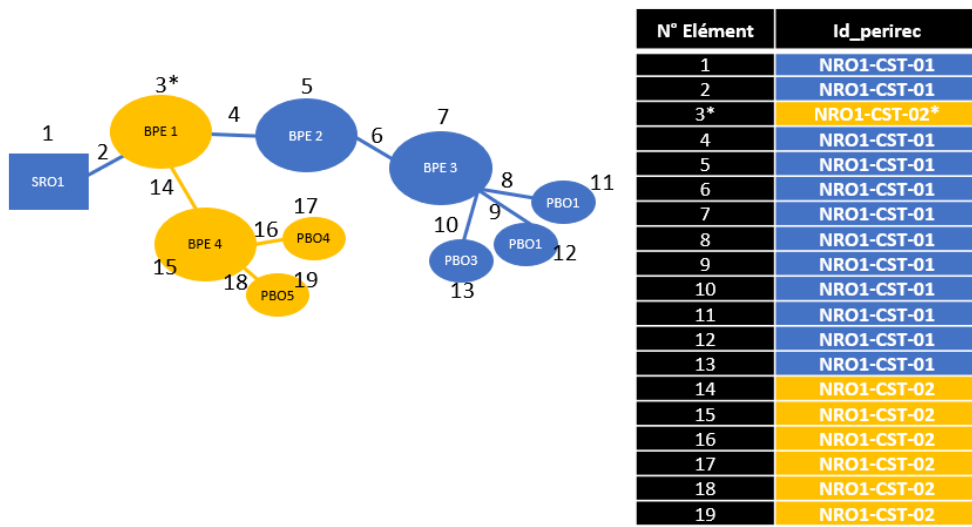 3*
5
4
7
1
BPE 1
BPE 2
6
2
BPE 3
SRO1
8
11
14
9
PBO1
17
10
16
PBO4
BPE 4
PBO1
12
15
PBO3
18
19
13
PBO5
N° Elément Id_perirec
1 NRO1-CST-01
2 NRO1-CST-01
3* NRO1-CST-02*
4 NRO1-CST-01
5 NRO1-CST-01
6 NRO1-CST-01
7 NRO1-CST-01
8 NRO1-CST-01
9 NRO1-CST-01
10 NRO1-CST-01
11 NRO1-CST-01
12 NRO1-CST-01
13 NRO1-CST-01
14 NRO1-CST-02
15 NRO1-CST-02
16 NRO1-CST-02
17 NRO1-CST-02
18 NRO1-CST-02
19 NRO1-CST-02